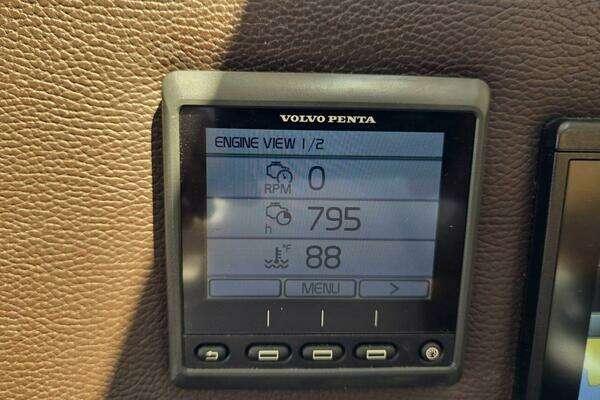 VOLVO PENTA
ENGINE VIEW 1/2
RPM 0
h 795
°F 88
MENU >